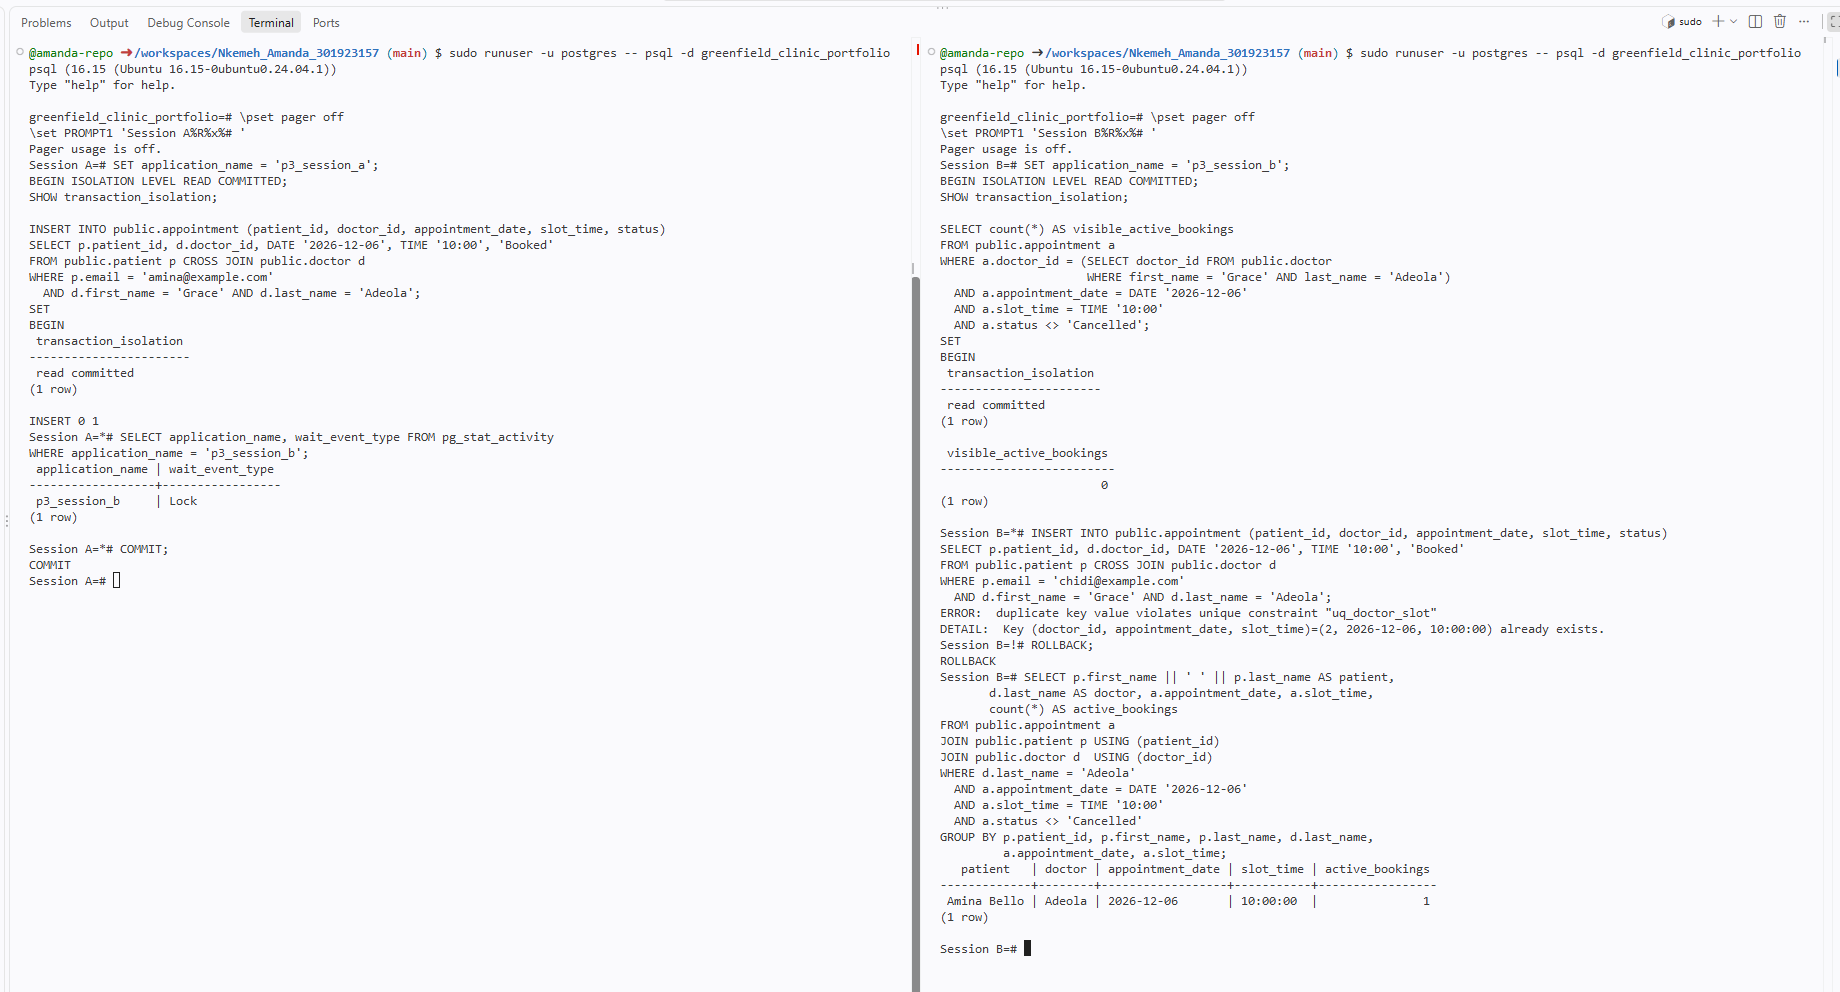 Problems Output Debug Console Terminal Ports
sudo
@amanda-repo ➜/workspaces/Nkemeh_Amanda_301923157 (main) $ sudo runuser -u postgres -- psql -d greenfield_clinic_portfolio
psql (16.15 (Ubuntu 16.15-0ubuntu0.24.04.1))
Type "help" for help.

greenfield_clinic_portfolio=# \pset pager off
\set PROMPT1 'Session A%R%x%# '
Pager usage is off.
Session A=# SET application_name = 'p3_session_a';
BEGIN ISOLATION LEVEL READ COMMITTED;
SHOW transaction_isolation;

INSERT INTO public.appointment (patient_id, doctor_id, appointment_date, slot_time, status)
SELECT p.patient_id, d.doctor_id, DATE '2026-12-06', TIME '10:00', 'Booked'
FROM public.patient p CROSS JOIN public.doctor d
WHERE p.email = 'amina@example.com'
  AND d.first_name = 'Grace' AND d.last_name = 'Adeola';
SET
BEGIN
 transaction_isolation
-----------------------
 read committed
(1 row)

INSERT 0 1
Session A=*# SELECT application_name, wait_event_type FROM pg_stat_activity
WHERE application_name = 'p3_session_b';
 application_name | wait_event_type
------------------+-----------------
 p3_session_b     | Lock
(1 row)

Session A=*# COMMIT;
COMMIT
Session A=#
@amanda-repo ➜/workspaces/Nkemeh_Amanda_301923157 (main) $ sudo runuser -u postgres -- psql -d greenfield_clinic_portfolio
psql (16.15 (Ubuntu 16.15-0ubuntu0.24.04.1))
Type "help" for help.

greenfield_clinic_portfolio=# \pset pager off
\set PROMPT1 'Session B%R%x%# '
Pager usage is off.
Session B=# SET application_name = 'p3_session_b';
BEGIN ISOLATION LEVEL READ COMMITTED;
SHOW transaction_isolation;

SELECT count(*) AS visible_active_bookings
FROM public.appointment a
WHERE a.doctor_id = (SELECT doctor_id FROM public.doctor
                     WHERE first_name = 'Grace' AND last_name = 'Adeola')
  AND a.appointment_date = DATE '2026-12-06'
  AND a.slot_time = TIME '10:00'
  AND a.status <> 'Cancelled';
SET
BEGIN
 transaction_isolation
-----------------------
 read committed
(1 row)

 visible_active_bookings
-------------------------
                       0
(1 row)

Session B=*# INSERT INTO public.appointment (patient_id, doctor_id, appointment_date, slot_time, status)
SELECT p.patient_id, d.doctor_id, DATE '2026-12-06', TIME '10:00', 'Booked'
FROM public.patient p CROSS JOIN public.doctor d
WHERE p.email = 'chidi@example.com'
  AND d.first_name = 'Grace' AND d.last_name = 'Adeola';
ERROR:  duplicate key value violates unique constraint "uq_doctor_slot"
DETAIL:  Key (doctor_id, appointment_date, slot_time)=(2, 2026-12-06, 10:00:00) already exists.
Session B=!# ROLLBACK;
ROLLBACK
Session B=# SELECT p.first_name || ' ' || p.last_name AS patient,
       d.last_name AS doctor, a.appointment_date, a.slot_time,
       count(*) AS active_bookings
FROM public.appointment a
JOIN public.patient p USING (patient_id)
JOIN public.doctor d  USING (doctor_id)
WHERE d.last_name = 'Adeola'
  AND a.appointment_date = DATE '2026-12-06'
  AND a.slot_time = TIME '10:00'
  AND a.status <> 'Cancelled'
GROUP BY p.patient_id, p.first_name, p.last_name, d.last_name,
         a.appointment_date, a.slot_time;
   patient   | doctor | appointment_date | slot_time | active_bookings
-------------+--------+------------------+-----------+-----------------
 Amina Bello | Adeola | 2026-12-06       | 10:00:00  |               1
(1 row)

Session B=#